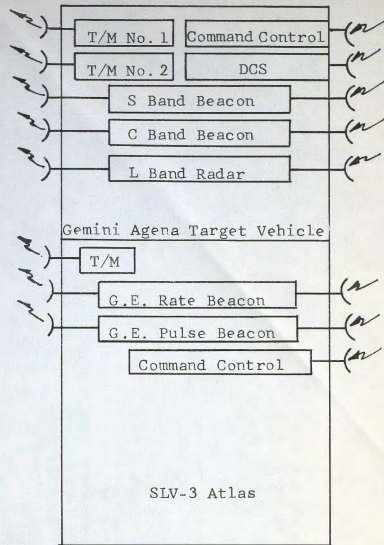 T/M No. 1 Command Control
T/M No. 2 DCS
S Band Beacon
C Band Beacon
L Band Radar
Gemini Agena Target Vehicle
T/M
G.E. Rate Beacon
G.E. Pulse Beacon
Command Control
SLV-3 Atlas